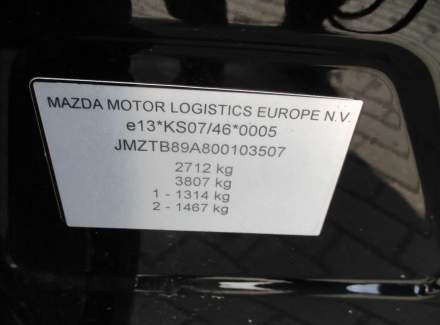 MAZDA MOTOR LOGISTICS EUROPE N.V.
e13*KS07/46*0005
JMZTB89A800103507
2712 kg
3807 kg
1 - 1314 kg
2 - 1467 kg